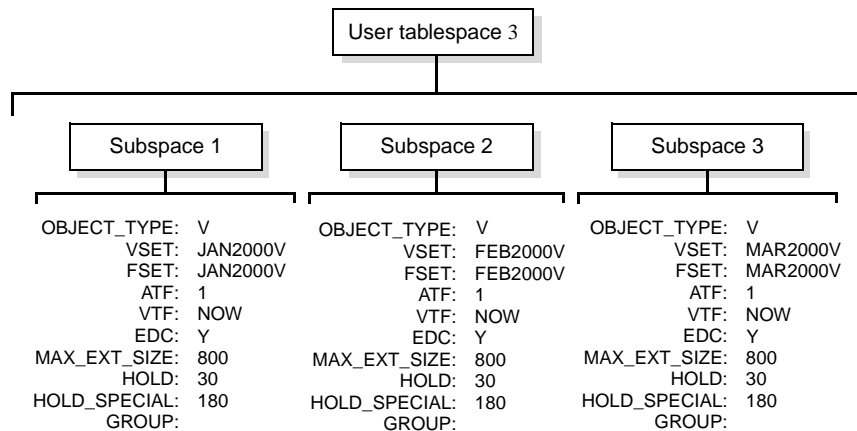 User tablespace 3
Subspace 1
OBJECT_TYPE: V
VSET: JAN2000V
FSET: JAN2000V
ATF: 1
VTF: NOW
EDC: Y
MAX_EXT_SIZE: 800
HOLD: 30
HOLD_SPECIAL: 180
GROUP:
Subspace 2
OBJECT_TYPE: V
VSET: FEB2000V
FSET: FEB2000V
ATF: 1
VTF: NOW
EDC: Y
MAX_EXT_SIZE: 800
HOLD: 30
HOLD_SPECIAL: 180
GROUP:
Subspace 3
OBJECT_TYPE: V
VSET: MAR2000V
FSET: MAR2000V
ATF: 1
VTF: NOW
EDC: Y
MAX_EXT_SIZE: 800
HOLD: 30
HOLD_SPECIAL: 180
GROUP: